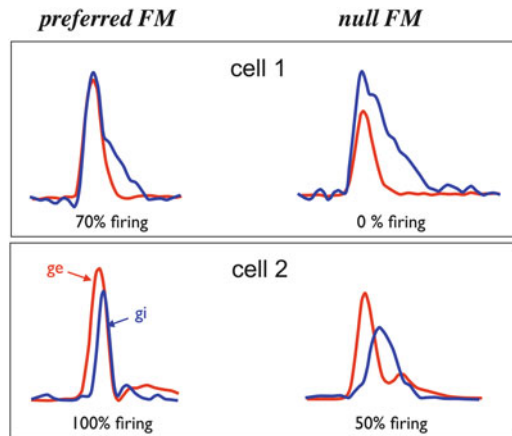 preferred FM null FM
cell 1
70% firing 0 % firing
cell 2
ge
gi
100% firing 50% firing